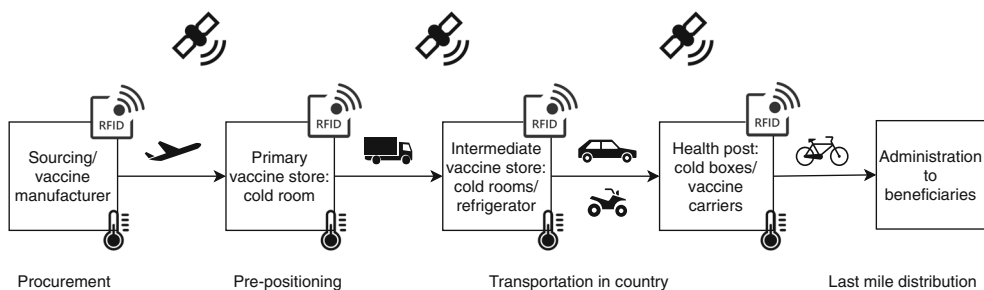 RFID
RFID
RFID
RFID
Sourcing/
vaccine
manufacturer
Primary
vaccine store:
cold room
Intermediate
vaccine store:
cold rooms/
refrigerator
Health post:
cold boxes/
vaccine
carriers
Administration
to
beneficiaries
Procurement
Pre-positioning
Transportation in country
Last mile distribution